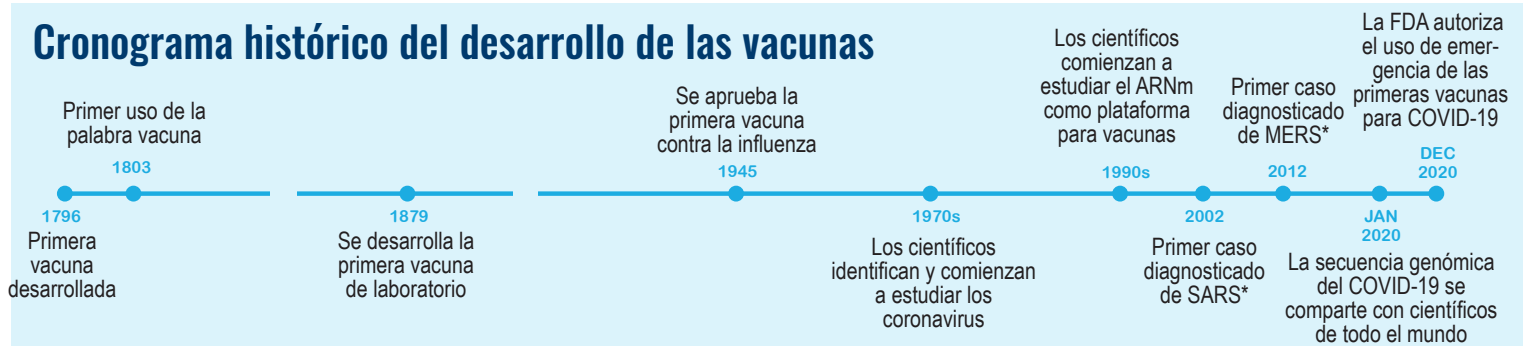 Cronograma histórico del desarrollo de las vacunas
1796
Primera
vacuna
desarrollada
Primer uso de la
palabra vacuna
1803
1879
Se desarrolla la
primera vacuna
de laboratorio
Se aprueba la
primera vacuna
contra la influenza
1945
1970s
Los científicos
identifican y comienzan
a estudiar los
coronavirus
Los científicos
comienzan a
estudiar el ARNm
como plataforma
para vacunas
1990s
2002
Primer caso
diagnosticado
de SARS*
Primer caso
diagnosticado
de MERS*
2012
JAN
2020
La secuencia genómica
del COVID-19 se
comparte con científicos
de todo el mundo
La FDA autoriza
el uso de emer-
gencia de las
primeras vacunas
para COVID-19
DEC
2020